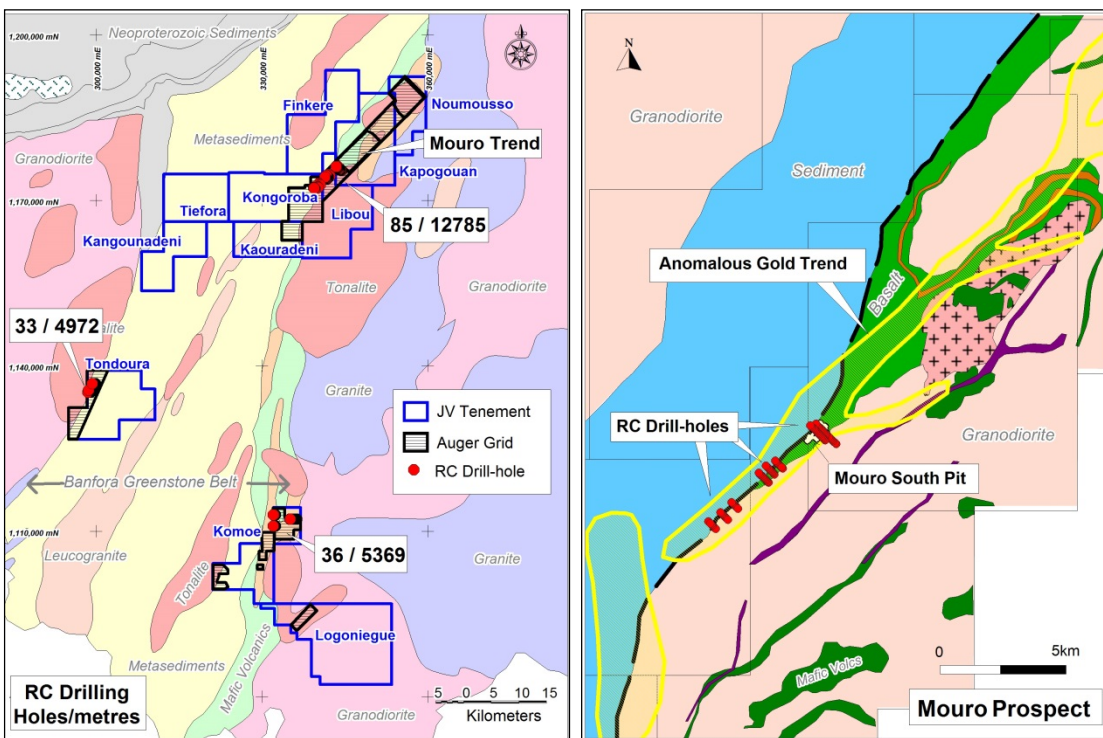 1,200,000 mN
Neoproterozoic Sediments
300,000 mE
330,000 mE
360,000 mE
Finkere
Noumousso
Metasediments
Mouro Trend
Granodiorite
Kapogouan
1,170,000 mN
Kongoroba
Tiefora
Libou
85 / 12785
Kangounadeni
Kaouradeni
Tonalite
Granodiorite
33 / 4972
1,140,000 mN
Tondoura
Granite
JV Tenement
Auger Grid
RC Drill-hole
Banfora Greenstone Belt
1,110,000 mN
Komoe
36 / 5369
Leucogranite
Granite
Tonalite
Logoniegue
Mafic Volcanics
Metasediments
RC Drilling
Holes/metres
5 0 5 10 15
Kilometers
Granodiorite
N
Granodiorite
Sediment
Anomalous Gold Trend
Basalt
RC Drill-holes
Granodiorite
Mouro South Pit
Mafic Volcs
0 5km
Mouro Prospect